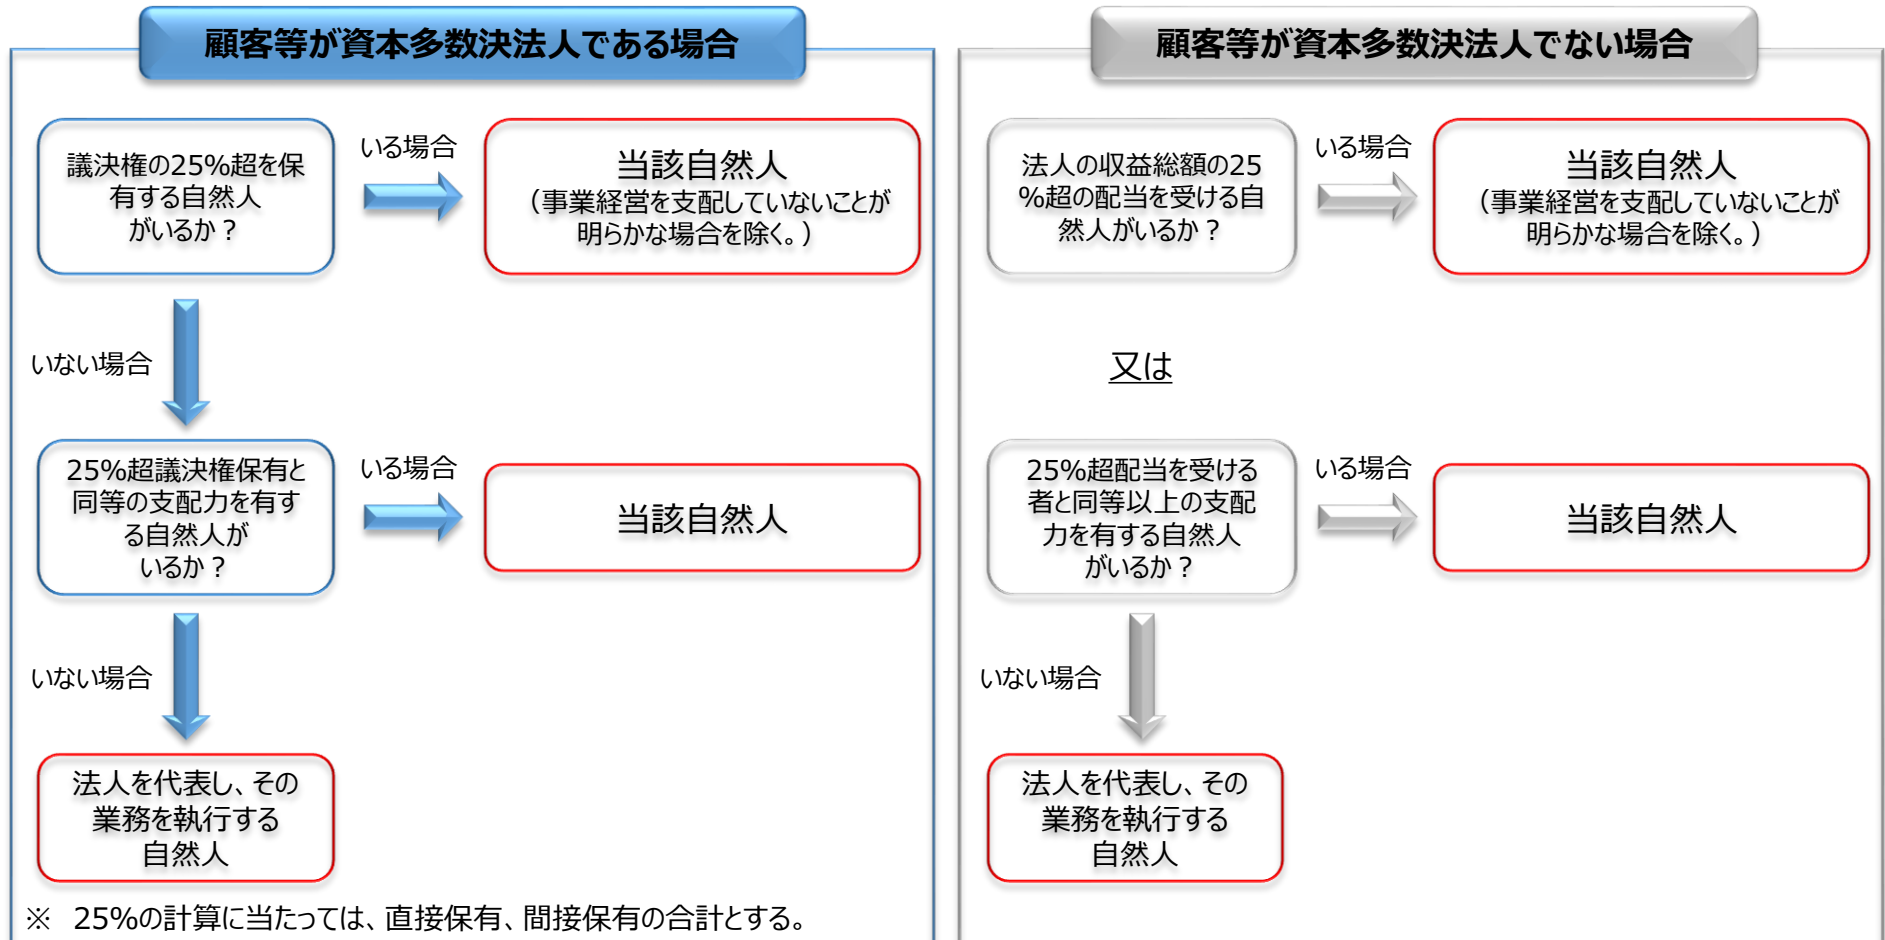 顧客等が資本多数決法人である場合
議決権の25%超を保
有する自然人
がいるか？
いる場合
当該自然人
（事業経営を支配していないことが
明らかな場合を除く。）
いない場合
25%超議決権保有と
同等の支配力を有す
る自然人が
いるか？
いる場合
当該自然人
いない場合
法人を代表し、その
業務を執行する
自然人
※　25%の計算に当たっては、直接保有、間接保有の合計とする。
顧客等が資本多数決法人でない場合
法人の収益総額の25
%超の配当を受ける自
然人がいるか？
いる場合
当該自然人
（事業経営を支配していないことが
明らかな場合を除く。）
又は
25%超配当を受ける
者と同等以上の支配
力を有する自然人
がいるか？
いる場合
当該自然人
いない場合
法人を代表し、その
業務を執行する
自然人